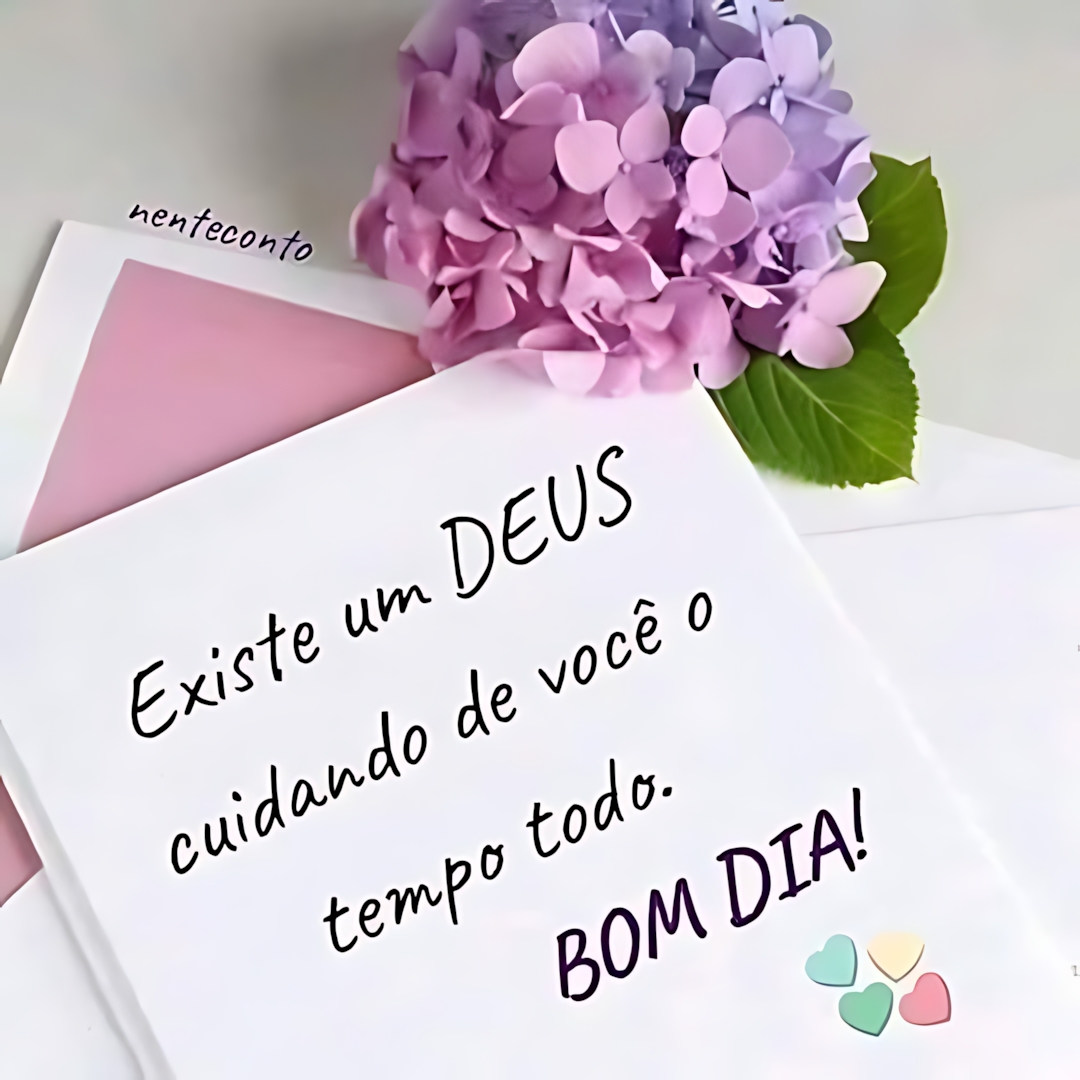 nenteconto
Existe um DEUS
cuidando de você o
tempo todo.
BOM DIA!